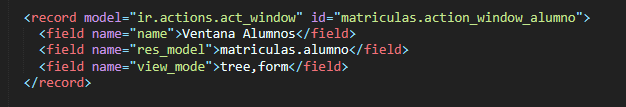 <record model="ir.actions.act_window" id="matriculas.action_window_alumno">
<field name="name">Ventana Alumnos</field>
<field name="res_model">matriculas.alumno</field>
<field name="view_mode">tree,form</field>
</record>